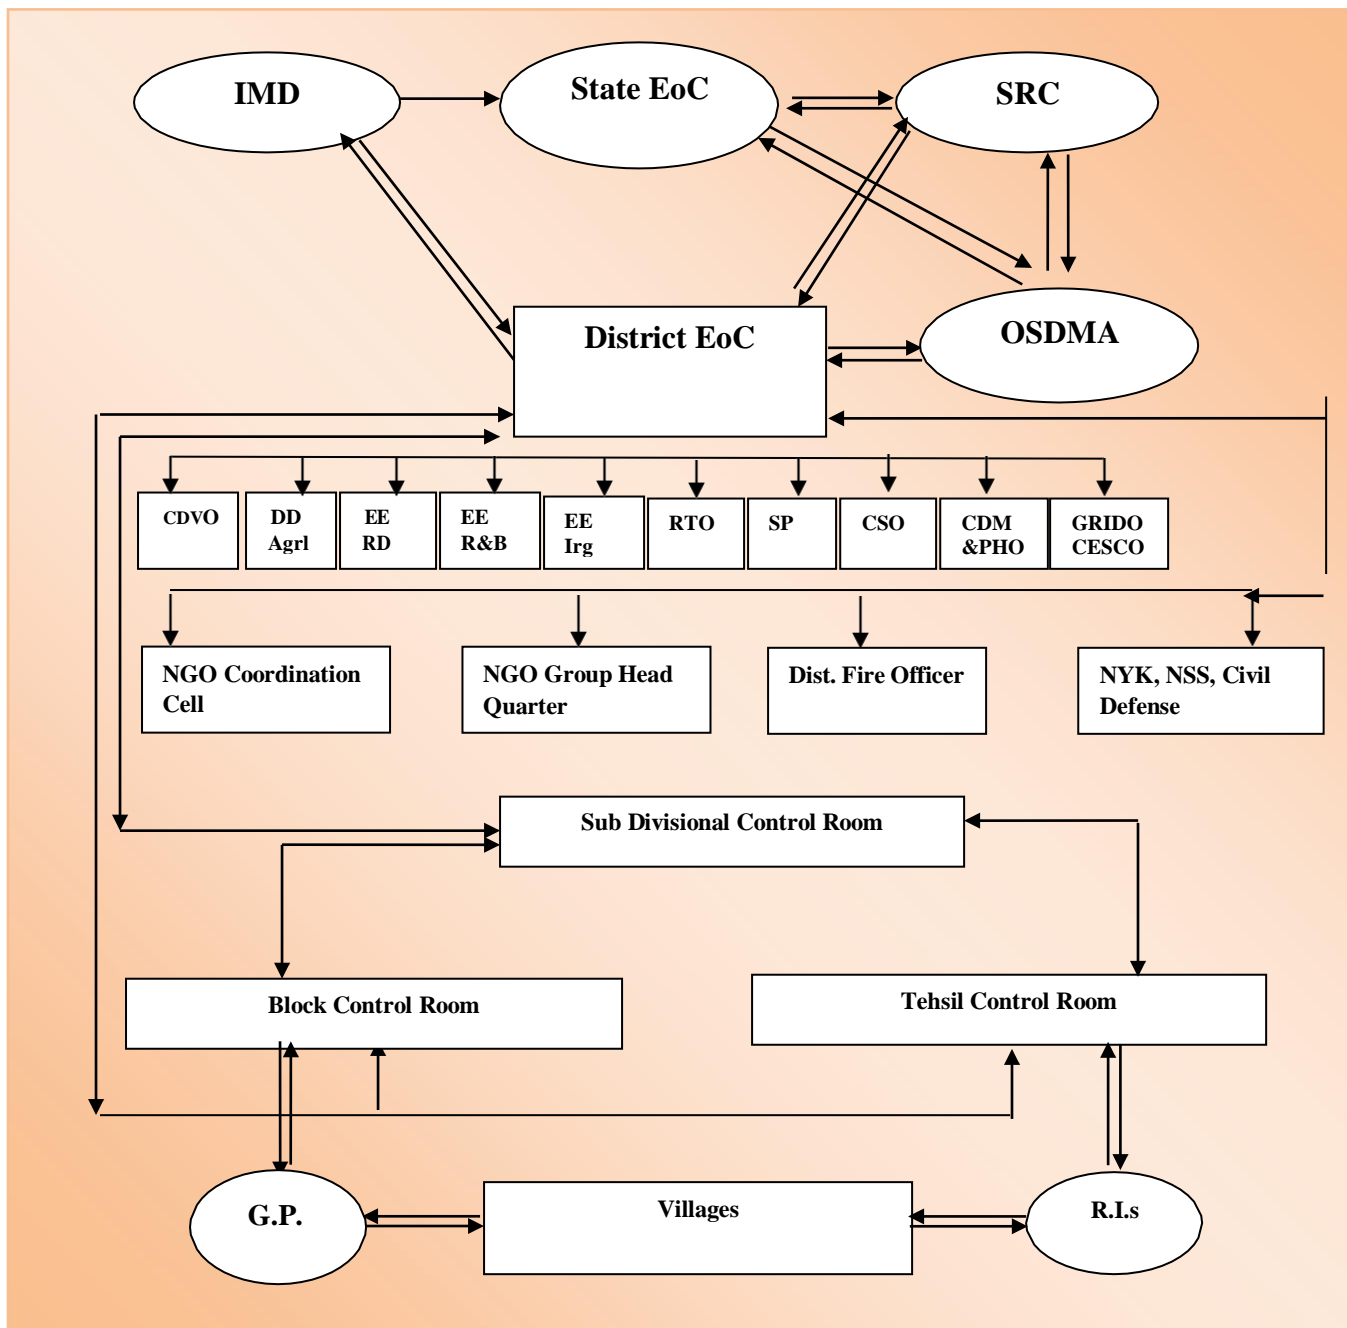 IMD
State EoC
SRC
District EoC
OSDMA
CDVO
DD
Agrl
EE
RD
EE
R&B
EE
Irg
RTO
SP
CSO
CDM
&PHO
GRIDO
CESCO
NGO Coordination
Cell
NGO Group Head
Quarter
Dist. Fire Officer
NYK, NSS, Civil
Defense
Sub Divisional Control Room
Block Control Room
Tehsil Control Room
G.P.
Villages
R.I.s